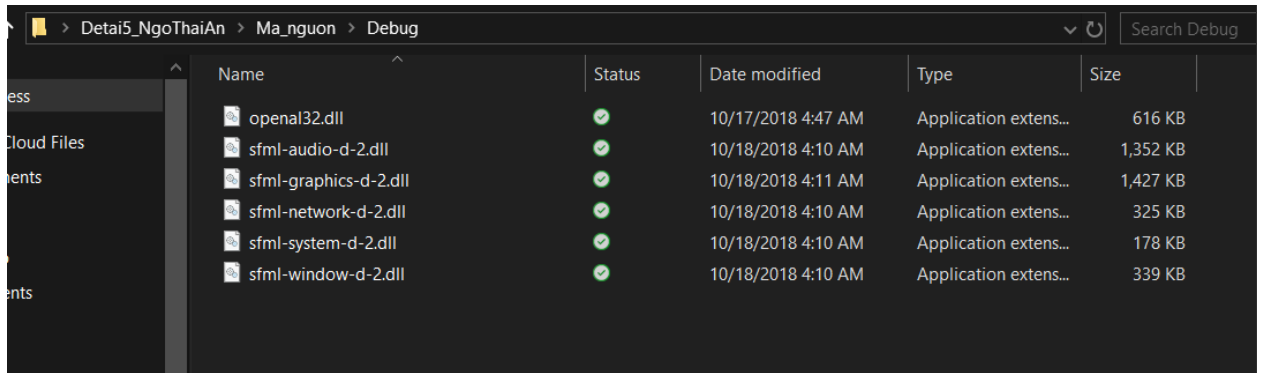 Detai5_NgoThaiAn > Ma_nguon > Debug Search Debug
Name Status Date modified Type Size
ess
Cloud Files
openal32.dll 10/17/2018 4:47 AM Application extens... 616 KB
sfml-audio-d-2.dll 10/18/2018 4:10 AM Application extens... 1,352 KB
sfml-graphics-d-2.dll 10/18/2018 4:11 AM Application extens... 1,427 KB
sfml-network-d-2.dll 10/18/2018 4:10 AM Application extens... 325 KB
sfml-system-d-2.dll 10/18/2018 4:10 AM Application extens... 178 KB
sfml-window-d-2.dll 10/18/2018 4:10 AM Application extens... 339 KB
ents